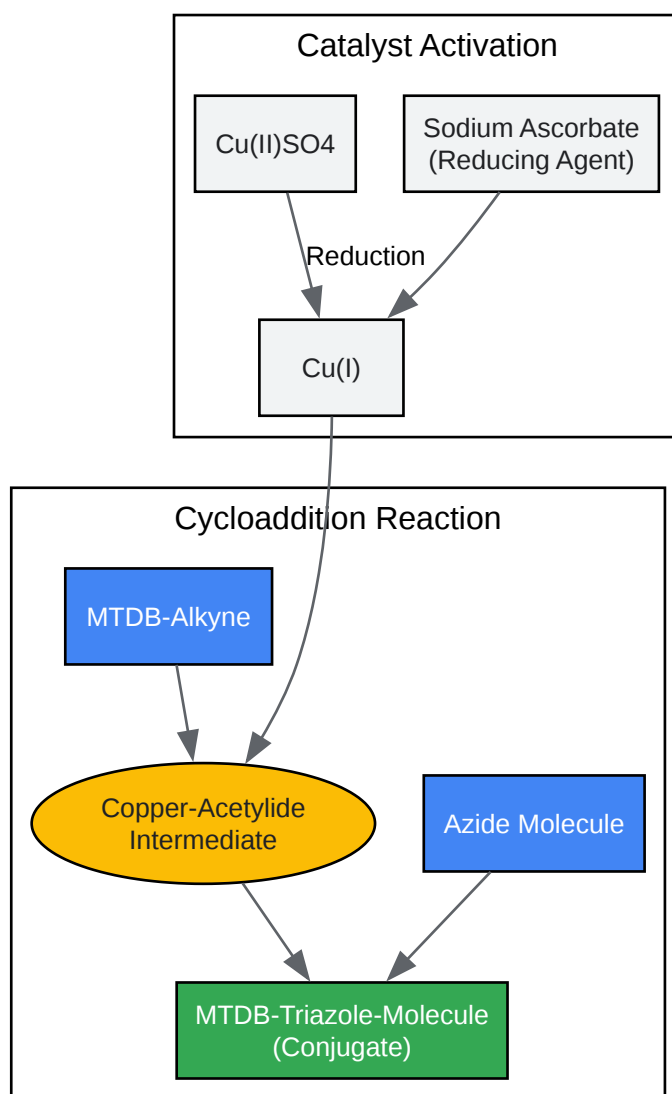 Catalyst Activation
Cu(II)SO4
Sodium Ascorbate
(Reducing Agent)
Reduction
Cu(I)
Cycloaddition Reaction
MTDB-Alkyne
Copper-Acetylide
Intermediate
Azide Molecule
MTDB-Triazole-Molecule
(Conjugate)